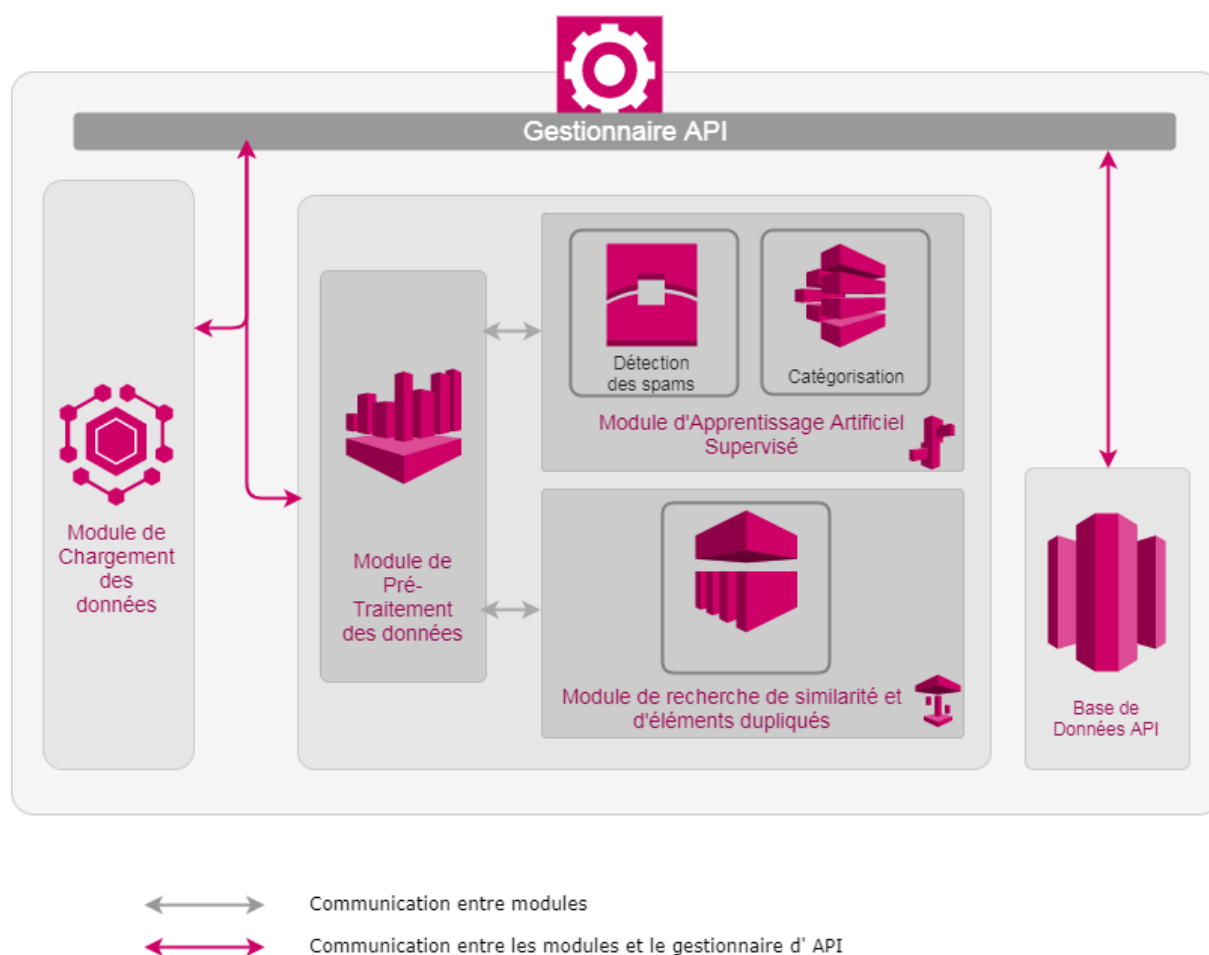 Gestionnaire API
Détection
des spams
Catégorisation
Module d'Apprentissage Artificiel
Supervisé
Module de
Chargement
des
données
Module de
Pré-
Traitement
des données
Module de recherche de similarité et
d'éléments dupliqués
Base de
Données API
Communication entre modules
Communication entre les modules et le gestionnaire d' API